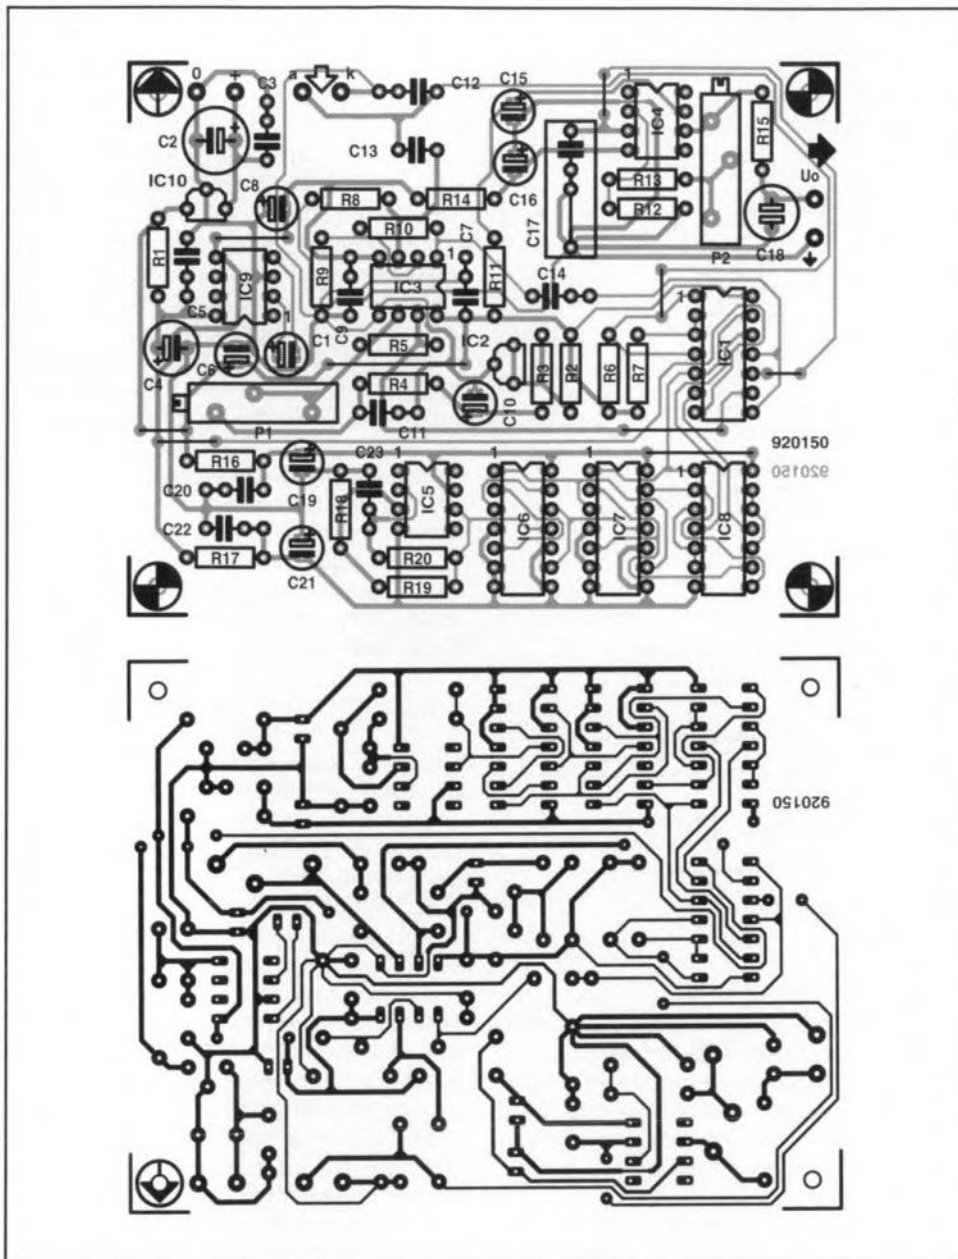 0 + C3 a k C12 C15 1
C2 C13 IC4 R15
IC10 C8 R8 R14 C16 R13 Uo
R12
R1 R10 C7 C17 P2 C18
IC9 R9 IC3 1 R11 C14 1
C5 1 C1 C9 IC2 IC1
C4 C6 R5 R3 R2 R6 R7
R4 C10
P1 C11
920150
R16 C23 1 1 1 1 920150
C20 C19 R18 IC5 IC6 IC7 IC8
C22
R17 C21 R20
R19
920150